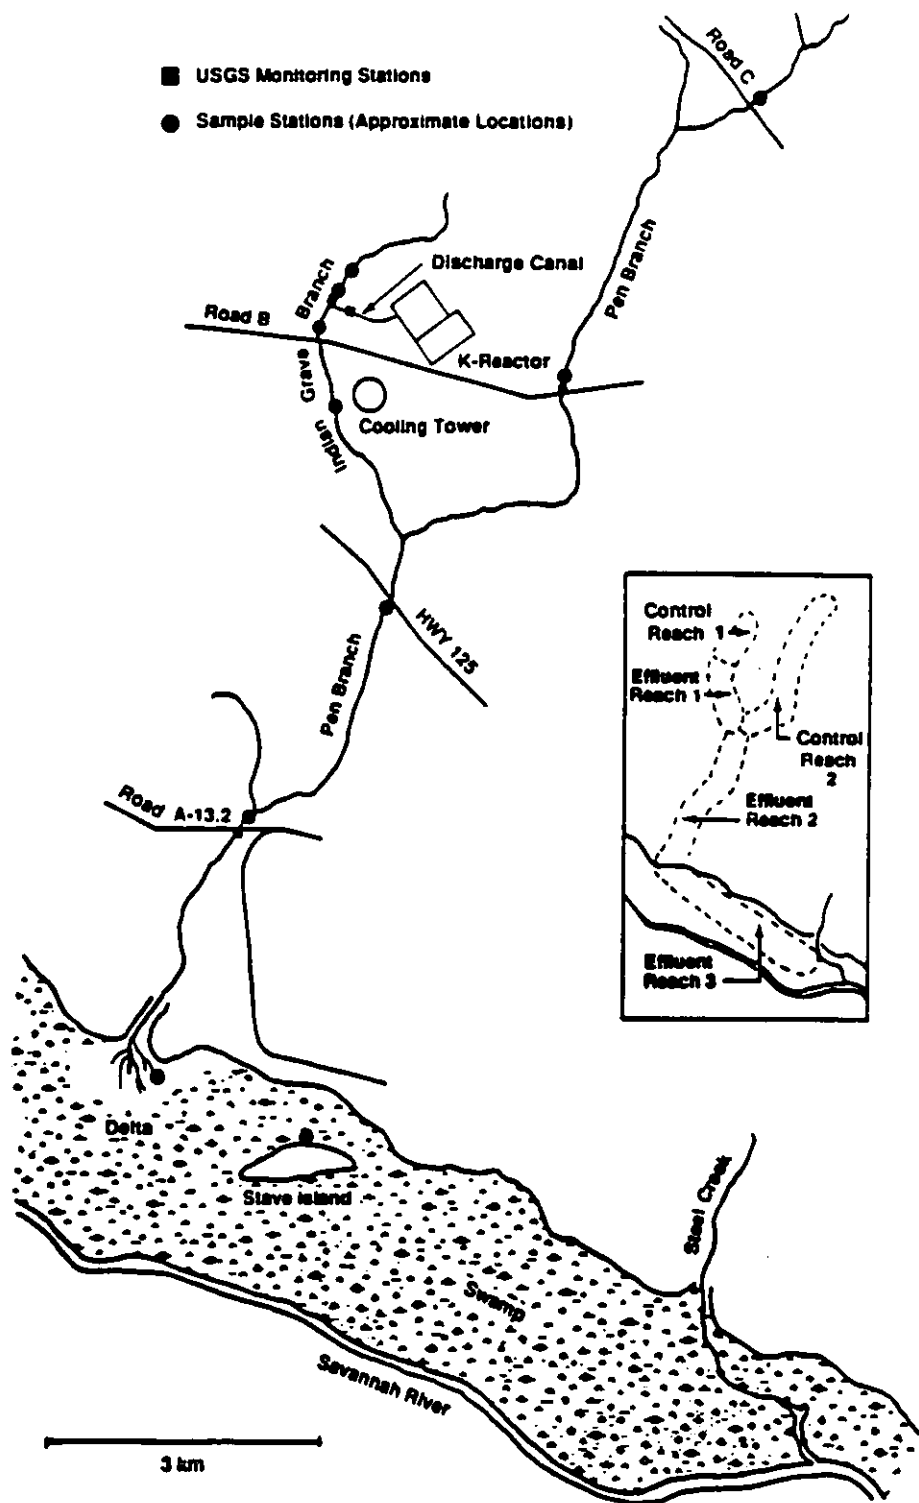 USGS Monitoring Stations
Sample Stations (Approximate Locations)
Road C
Pen Branch
Discharge Canal
Branch
Road B
Grave
K-Reactor
Indian
Cooling Tower
HWY 125
Pen Branch
Road A-13.2
Control
Reach 1
Effluent
Reach 1
Control
Reach
2
Effluent
Reach 2
Effluent
Reach 3
Delta
Stave Island
Steel Creek
Swamp
Savannah River
3 km